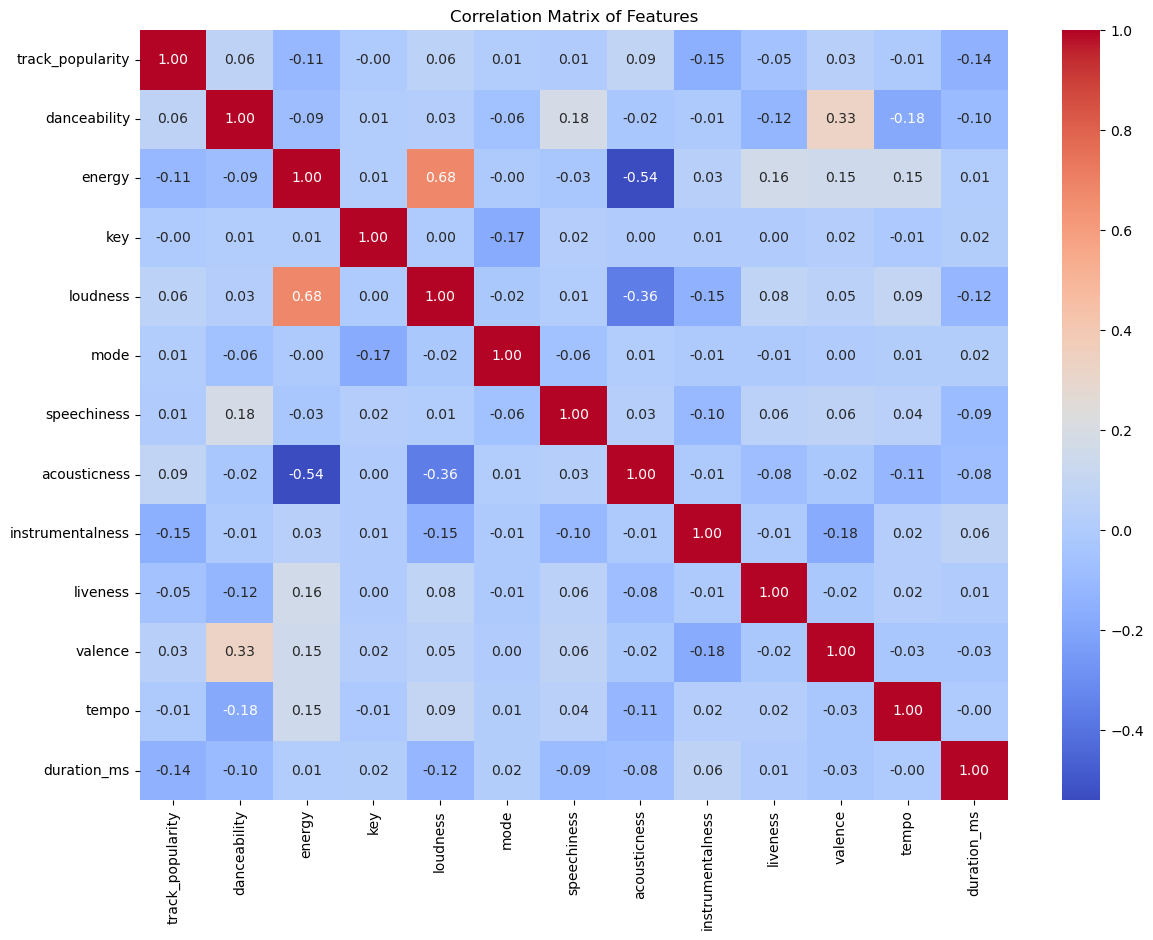 Correlation Matrix of Features
track_popularity 1.00 0.06 -0.11 -0.00 0.06 0.01 0.01 0.09 -0.15 -0.05 0.03 -0.01 -0.14
danceability 0.06 1.00 -0.09 0.01 0.03 -0.06 0.18 -0.02 -0.01 -0.12 0.33 -0.18 -0.10
energy -0.11 -0.09 1.00 0.01 0.68 -0.00 -0.03 -0.54 0.03 0.16 0.15 0.15 0.01
key -0.00 0.01 0.01 1.00 0.00 -0.17 0.02 0.00 0.01 0.00 0.02 -0.01 0.02
loudness 0.06 0.03 0.68 0.00 1.00 -0.02 0.01 -0.36 -0.15 0.08 0.05 0.09 -0.12
mode 0.01 -0.06 -0.00 -0.17 -0.02 1.00 -0.06 0.01 -0.01 -0.01 0.00 0.01 0.02
speechiness 0.01 0.18 -0.03 0.02 0.01 -0.06 1.00 0.03 -0.10 0.06 0.06 0.04 -0.09
acousticness 0.09 -0.02 -0.54 0.00 -0.36 0.01 0.03 1.00 -0.01 -0.08 -0.02 -0.11 -0.08
instrumentalness -0.15 -0.01 0.03 0.01 -0.15 -0.01 -0.10 -0.01 1.00 -0.01 -0.18 0.02 0.06
liveness -0.05 -0.12 0.16 0.00 0.08 -0.01 0.06 -0.08 -0.01 1.00 -0.02 0.02 0.01
valence 0.03 0.33 0.15 0.02 0.05 0.00 0.06 -0.02 -0.18 -0.02 1.00 -0.03 -0.03
tempo -0.01 -0.18 0.15 -0.01 0.09 0.01 0.04 -0.11 0.02 0.02 -0.03 1.00 -0.00
duration_ms -0.14 -0.10 0.01 0.02 -0.12 0.02 -0.09 -0.08 0.06 0.01 -0.03 -0.00 1.00
track_popularity
danceability
energy
key
loudness
mode
speechiness
acousticness
instrumentalness
liveness
valence
tempo
duration_ms
1.0
0.8
0.6
0.4
0.2
0.0
−0.2
−0.4